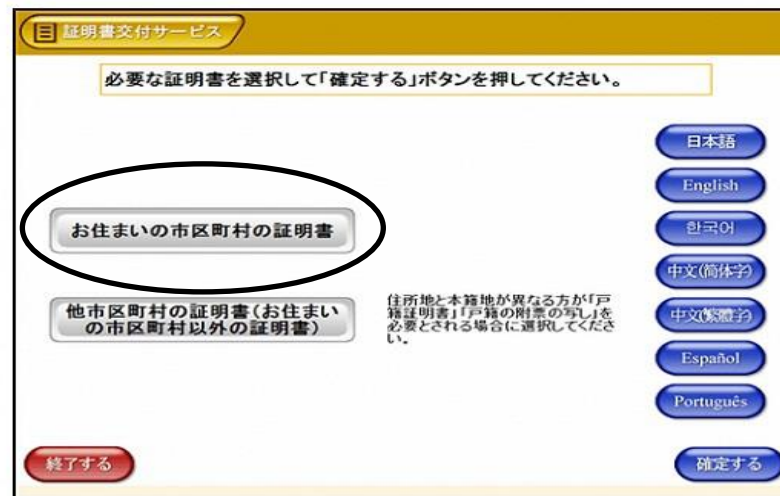 証明書交付サービス
必要な証明書を選択して「確定する」ボタンを押してください。
日本語
English
お住まいの市区町村の証明書
한국어
中文(简体字)
他市区町村の証明書(お住まい
の市区町村以外の証明書)
住所地と本籍地が異なる方が「戸
籍証明書」「戸籍の附票の写し」を
必要とされる場合に選択してくださ
い。
中文(繁體字)
Español
Português
終了する
確定する